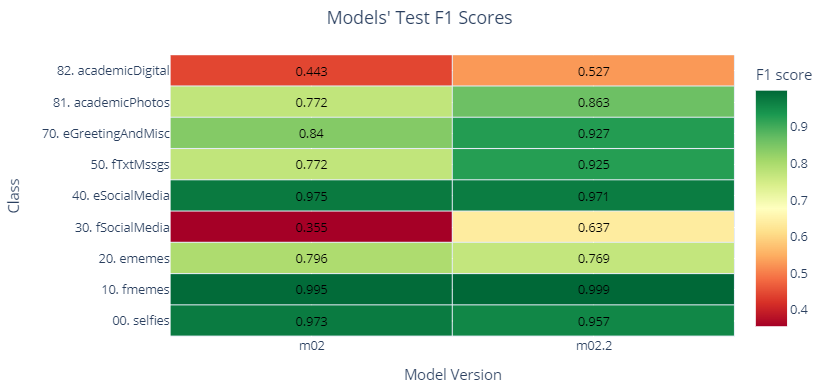 Models' Test F1 Scores
F1 score
82. academicDigital 0.443 0.527
81. academicPhotos 0.772 0.863
70. eGreetingAndMisc 0.84 0.927
50. fTxtMssgs 0.772 0.925
40. eSocialMedia 0.975 0.971
30. fSocialMedia 0.355 0.637
20. ememes 0.796 0.769
10. fmemes 0.995 0.999
00. selfies 0.973 0.957
m02 m02.2
Class
Model Version
0.9
0.8
0.7
0.6
0.5
0.4